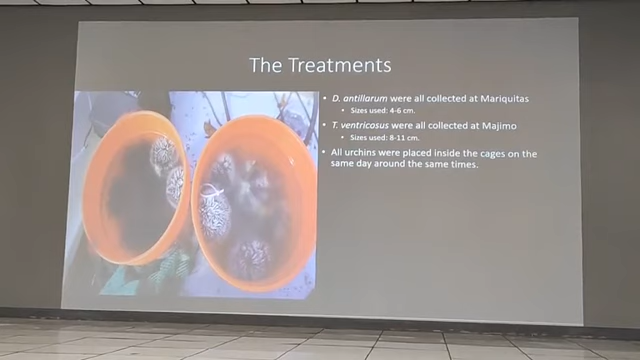 The Treatments
• D. antillarum were all collected at Mariquitas
• Sizes used: 4-6 cm.
• T. ventricosus were all collected at Majimo
• Sizes used: 8-11 cm.
• All urchins were placed inside the cages on the
same day around the same times.